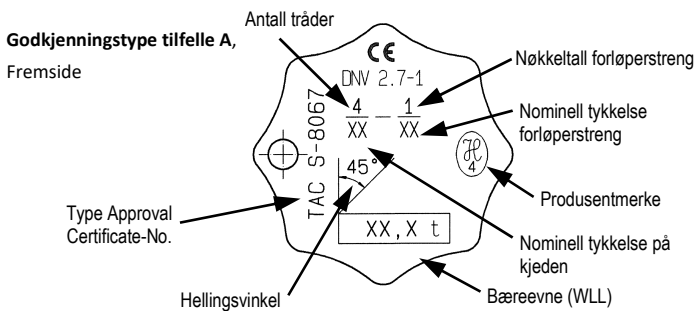 Godkjenningstype tilfelle A,
Fremside
Antall tråder
Nøkkeltall forløperstreng
Nominell tykkelse
forløperstreng
Produsentmerke
Nominell tykkelse på
kjeden
Bæreevne (WLL)
Hellingsvinkel
Type Approval
Certificate-No.
CE
DNV 2.7-1
4 – 1
XX XX
TAC S-8067
45°
H
4
XX,X t